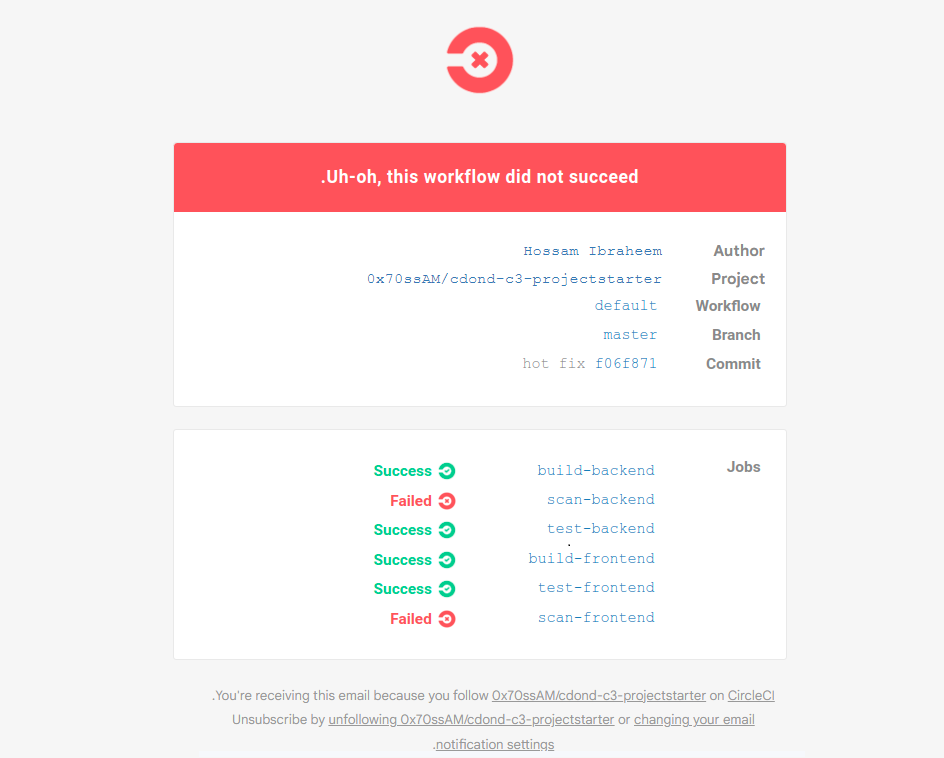 .Uh-oh, this workflow did not succeed
Hossam Ibraheem Author
0x70ssAM/cdond-c3-projectstarter Project
default Workflow
master Branch
hot fix f06f871 Commit
Success build-backend Jobs
Failed scan-backend
Success test-backend
Success build-frontend
Success test-frontend
Failed scan-frontend
.You're receiving this email because you follow 0x70ssAM/cdond-c3-projectstarter on CircleCI
Unsubscribe by unfollowing 0x70ssAM/cdond-c3-projectstarter or changing your email
.notification settings